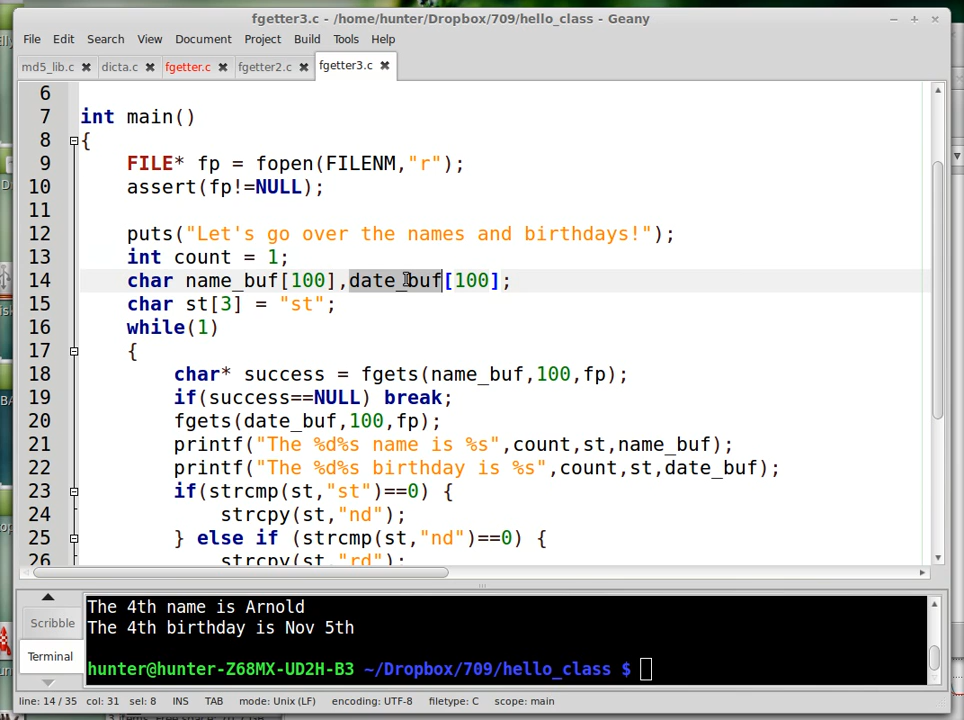 fgetter3.c - /home/hunter/Dropbox/709/hello_class - Geany
File Edit Search View Document Project Build Tools Help
md5_lib.c dicta.c fgetter.c fgetter2.c fgetter3.c
6
7 int main()
8 {
9 FILE* fp = fopen(FILENM,"r");
10 assert(fp!=NULL);
11
12 puts("Let's go over the names and birthdays!");
13 int count = 1;
14 char name_buf[100],date_buf[100];
15 char st[3] = "st";
16 while(1)
17 {
18 char* success = fgets(name_buf,100,fp);
19 if(success==NULL) break;
20 fgets(date_buf,100,fp);
21 printf("The %d%s name is %s",count,st,name_buf);
22 printf("The %d%s birthday is %s",count,st,date_buf);
23 if(strcmp(st,"st")==0) {
24 strcpy(st,"nd");
25 } else if (strcmp(st,"nd")==0) {
26 strcpy(st,"rd");
Scribble
Terminal
The 4th name is Arnold
The 4th birthday is Nov 5th
hunter@hunter-Z68MX-UD2H-B3 ~/Dropbox/709/hello_class $
line: 14 / 35 col: 31 sel: 8 INS TAB mode: Unix (LF) encoding: UTF-8 filetype: C scope: main